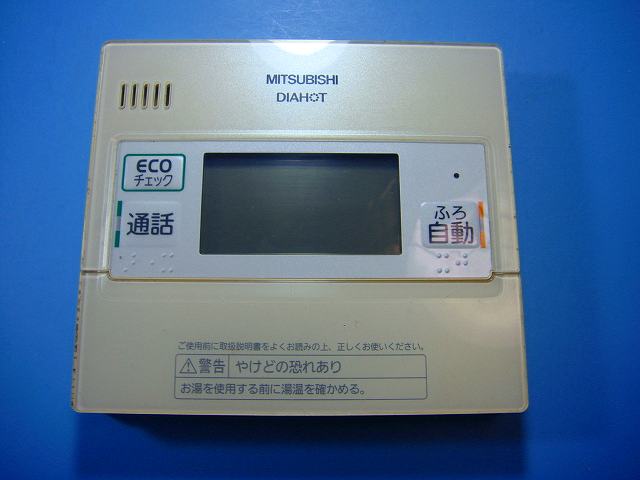 MITSUBISHI
DIAHOT
ECO
チェック
通話
ふろ
自動
ご使用前に取扱説明書をよくお読みの上、正しくお使いください。
警告 やけどの恐れあり
お湯を使用する前に湯温を確かめる。